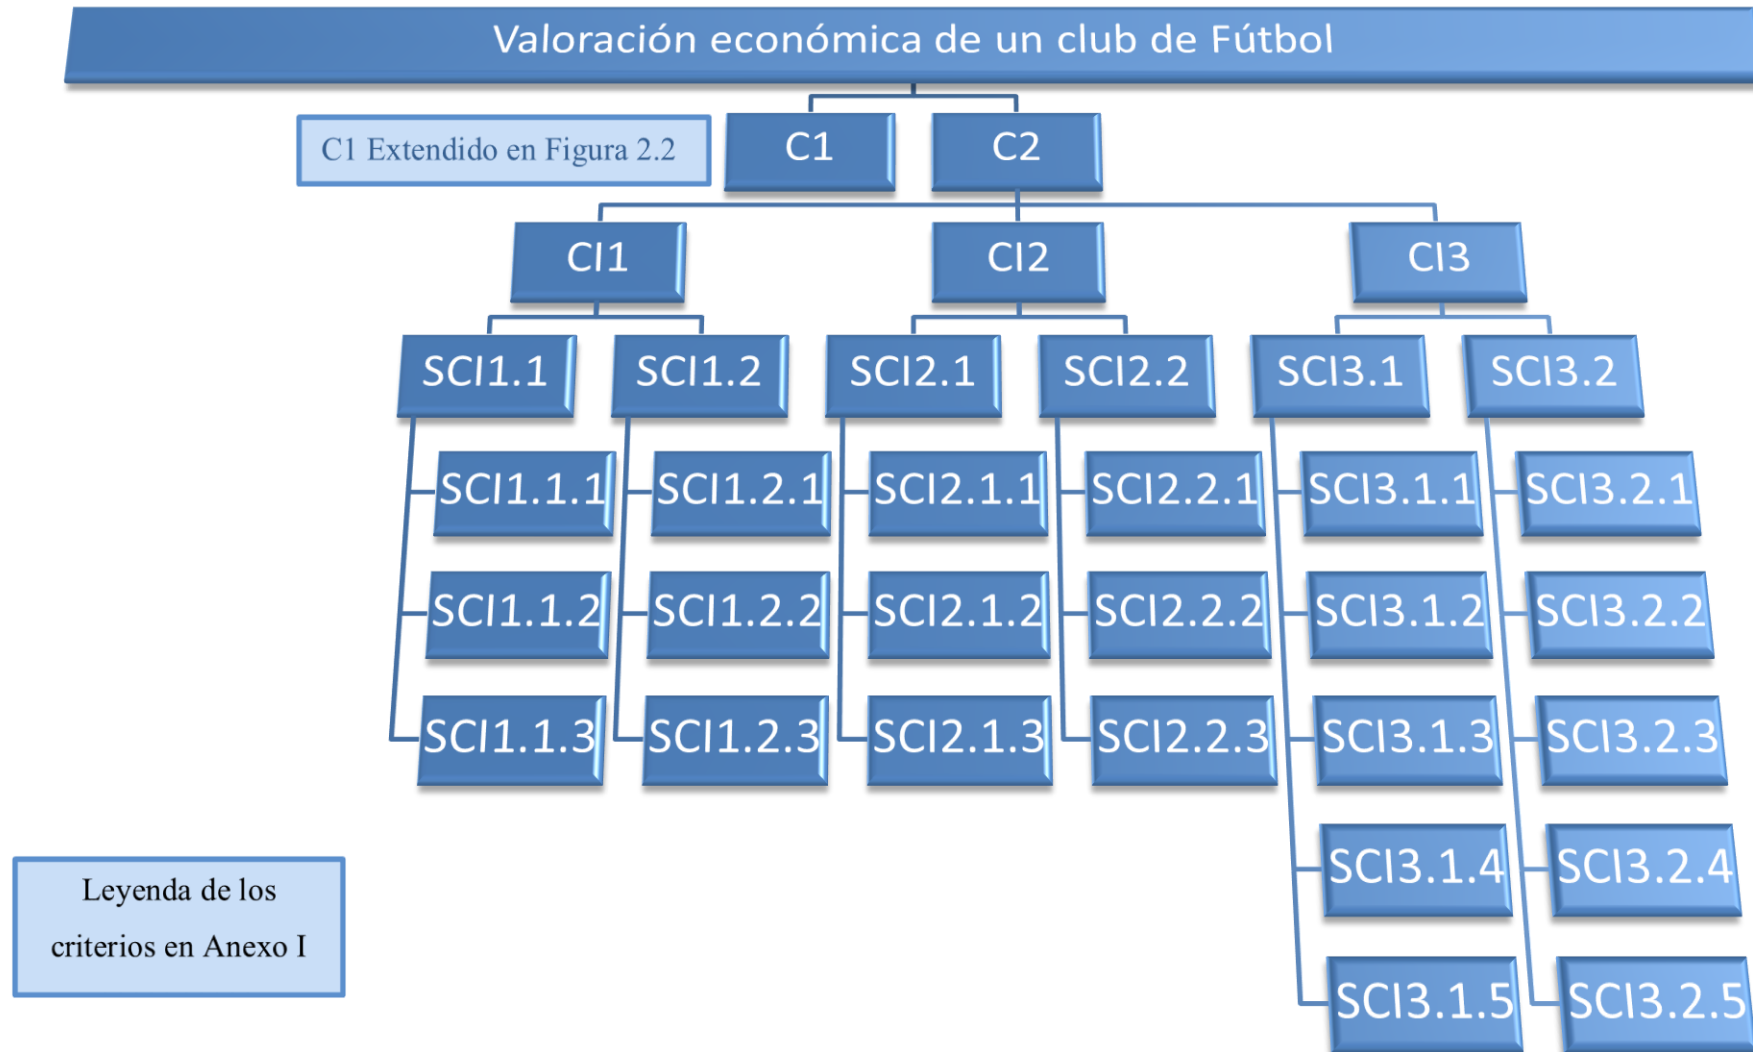 Valoración económica de un club de Fútbol
C1 Extendido en Figura 2.2
C1
C2
CI1
CI2
CI3
SCI1.1
SCI1.2
SCI2.1
SCI2.2
SCI3.1
SCI3.2
SCI1.1.1
SCI1.2.1
SCI2.1.1
SCI2.2.1
SCI3.1.1
SCI3.2.1
SCI1.1.2
SCI1.2.2
SCI2.1.2
SCI2.2.2
SCI3.1.2
SCI3.2.2
SCI1.1.3
SCI1.2.3
SCI2.1.3
SCI2.2.3
SCI3.1.3
SCI3.2.3
SCI3.1.4
SCI3.2.4
SCI3.1.5
SCI3.2.5
Leyenda de los
criterios en Anexo I